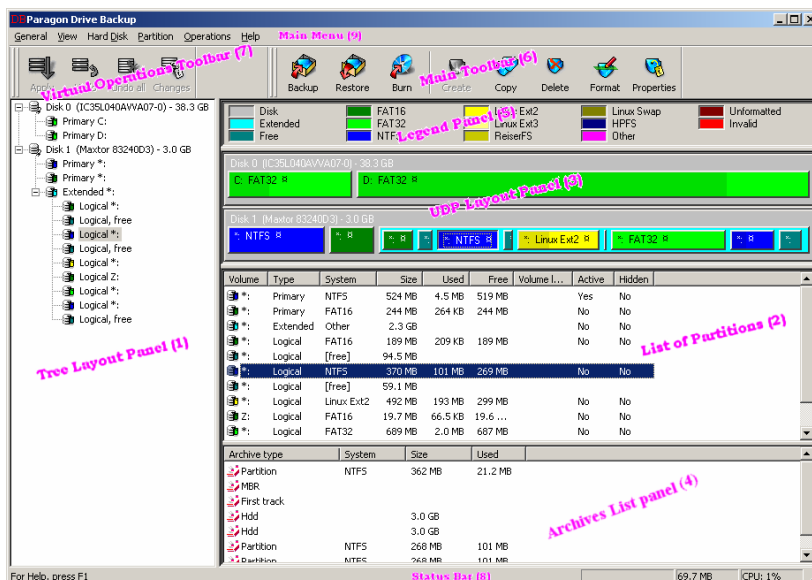 DB Paragon Drive Backup
General View Hard Disk Partition Operations Help Main Menu (9)
Virtual Operations Toolbar (7)
Apply Undo all Changes
Backup Restore Burn Create Copy Delete Format Properties
Main Toolbar (6)
Disk 0 (IC35L040AVVA07-0) - 38.3 GB
Primary C:
Primary D:
Disk 1 (Maxtor 83240D3) - 3.0 GB
Primary *:
Primary *:
Extended *:
Logical *:
Logical, free
Logical *:
Logical, free
Logical *:
Logical Z:
Logical *:
Logical *:
Logical, free
Tree Layout Panel (1)
Disk FAT16 Linux Ext2 Linux Swap Unformatted
Extended FAT32 Linux Ext3 HPFS Invalid
Free NTFS ReiserFS Other
Legend Panel (5)
Disk 0 (IC35L040AVVA07-0) - 38.3 GB
C: FAT32 ¤ D: FAT32 ¤
UDP Layout Panel (3)
Disk 1 (Maxtor 83240D3) - 3.0 GB
*: NTFS ¤ *: ¤ *: ¤ *: *: NTFS ¤ *: Linux Ext2 ¤ *: FAT32 ¤ *: ¤ *:
Volume Type System Size Used Free Volume l... Active Hidden
*: Primary NTFS 524 MB 4.5 MB 519 MB Yes No
*: Primary FAT16 244 MB 264 KB 244 MB No No
*: Extended Other 2.3 GB No No
*: Logical FAT16 189 MB 209 KB 189 MB No No
*: Logical [free] 94.5 MB
*: Logical NTFS 370 MB 101 MB 269 MB No No
*: Logical [free] 59.1 MB
*: Logical Linux Ext2 492 MB 193 MB 299 MB No No
Z: Logical FAT16 19.7 MB 66.5 KB 19.6 ... No No
*: Logical FAT32 689 MB 2.0 MB 687 MB No No
List of Partitions (2)
Archive type System Size Used
Partition NTFS 362 MB 21.2 MB
MBR
First track
Hdd 3.0 GB
Hdd 3.0 GB
Partition NTFS 268 MB 101 MB
Partition NTFS 268 MB 101 MB
Archives List panel (4)
For Help, press F1 Status Bar (8) 69.7 MB CPU: 1%